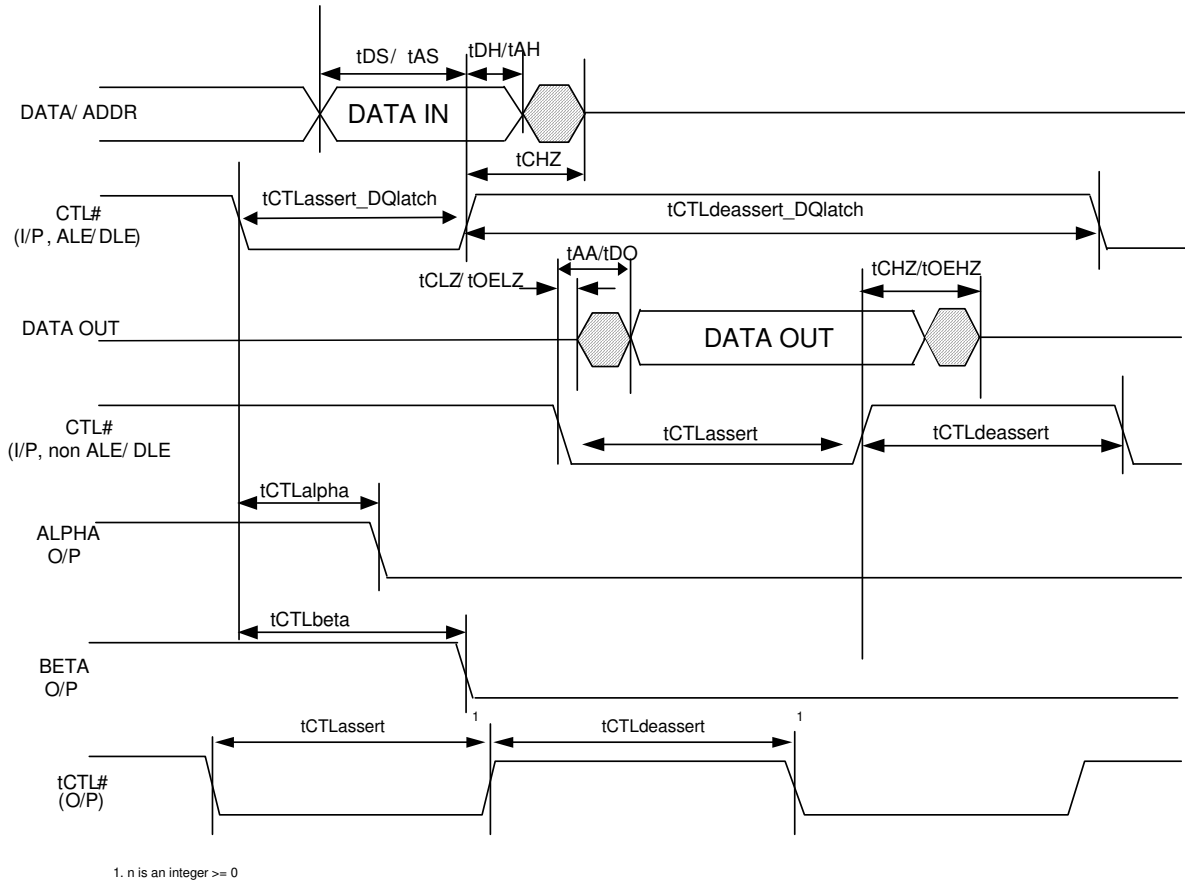 tDS/ tAS
tDH/tAH
DATA/ ADDR
DATA IN
tCHZ
CTL#
(I/P , ALE/ DLE)
tCTLassert_DQlatch
tCTLdeassert_DQlatch
tAA/tDO
tCLZ/ tOELZ
tCHZ/tOEHZ
DATA OUT
DATA OUT
CTL#
(I/P, non ALE/ DLE
tCTLassert
tCTLdeassert
tCTLalpha
ALPHA
O/P
tCTLbeta
BETA
O/P
tCTLassert 1
tCTLdeassert 1
tCTL#
(O/P)
1. n is an integer >= 0